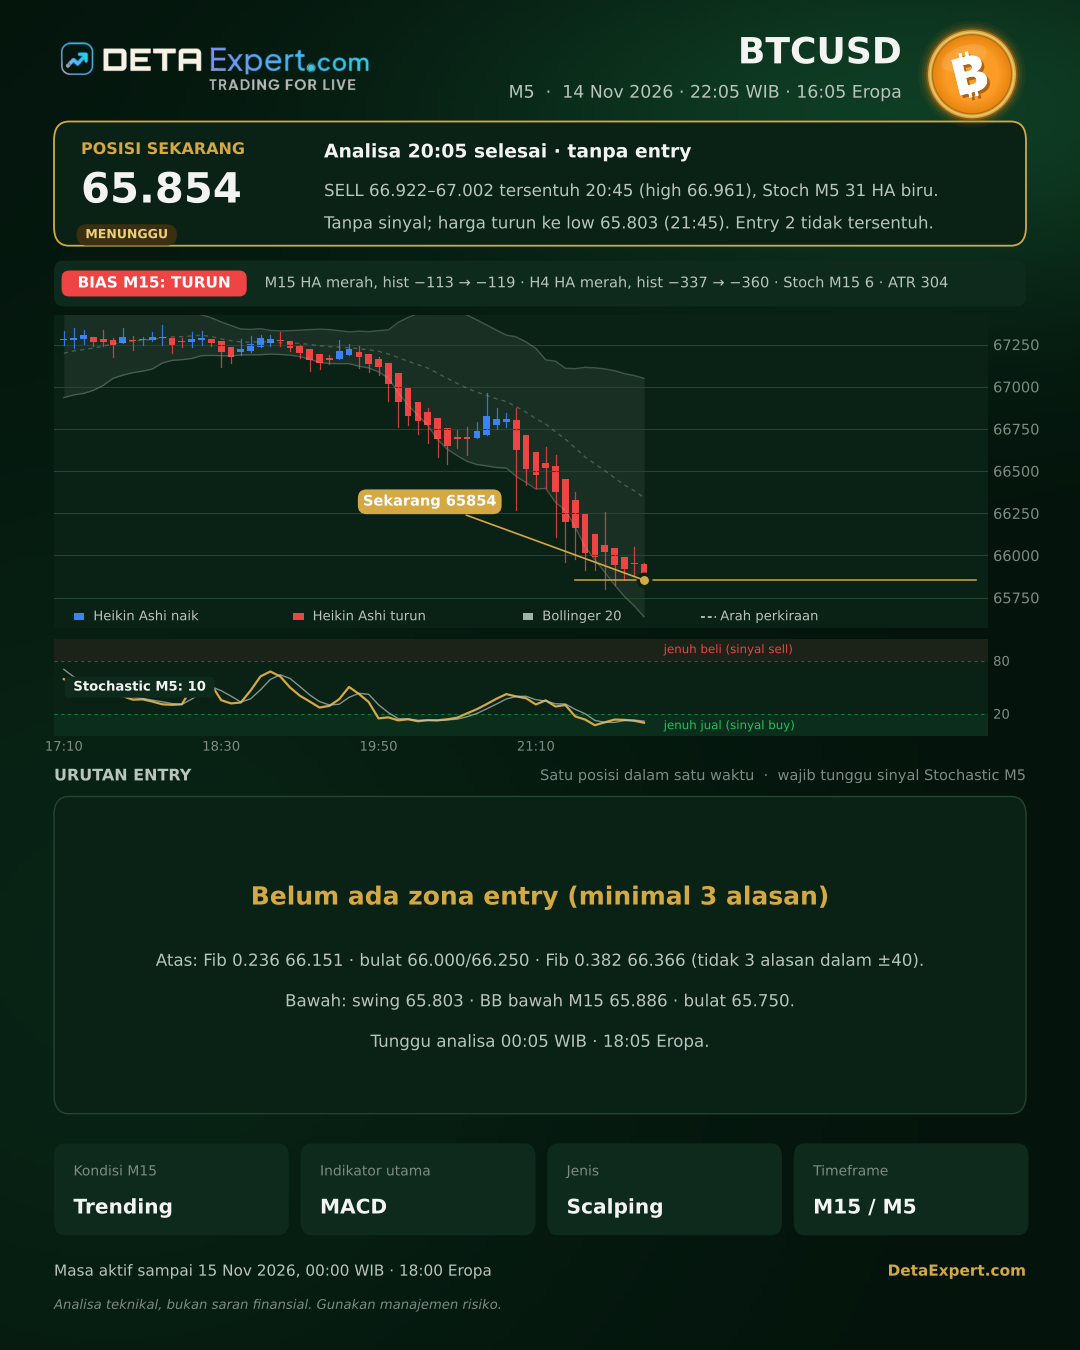 DETA Expert.com
TRADING FOR LIVE
BTCUSD
M5 · 14 Nov 2026 · 22:05 WIB · 16:05 Eropa
POSISI SEKARANG
65.854
MENUNGGU
Analisa 20:05 selesai · tanpa entry
SELL 66.922–67.002 tersentuh 20:45 (high 66.961), Stoch M5 31 HA biru.
Tanpa sinyal; harga turun ke low 65.803 (21:45). Entry 2 tidak tersentuh.
BIAS M15: TURUN
M15 HA merah, hist −113 → −119 · H4 HA merah, hist −337 → −360 · Stoch M15 6 · ATR 304
67250
67000
66750
66500
66250
66000
65750
Sekarang 65854
Heikin Ashi naik
Heikin Ashi turun
Bollinger 20
Arah perkiraan
jenuh beli (sinyal sell)
80
Stochastic M5: 10
20
jenuh jual (sinyal buy)
17:10
18:30
19:50
21:10
URUTAN ENTRY
Satu posisi dalam satu waktu · wajib tunggu sinyal Stochastic M5
Belum ada zona entry (minimal 3 alasan)
Atas: Fib 0.236 66.151 · bulat 66.000/66.250 · Fib 0.382 66.366 (tidak 3 alasan dalam ±40).
Bawah: swing 65.803 · BB bawah M15 65.886 · bulat 65.750.
Tunggu analisa 00:05 WIB · 18:05 Eropa.
Kondisi M15
Trending
Indikator utama
MACD
Jenis
Scalping
Timeframe
M15 / M5
Masa aktif sampai 15 Nov 2026, 00:00 WIB · 18:00 Eropa
DetaExpert.com
Analisa teknikal, bukan saran finansial. Gunakan manajemen risiko.